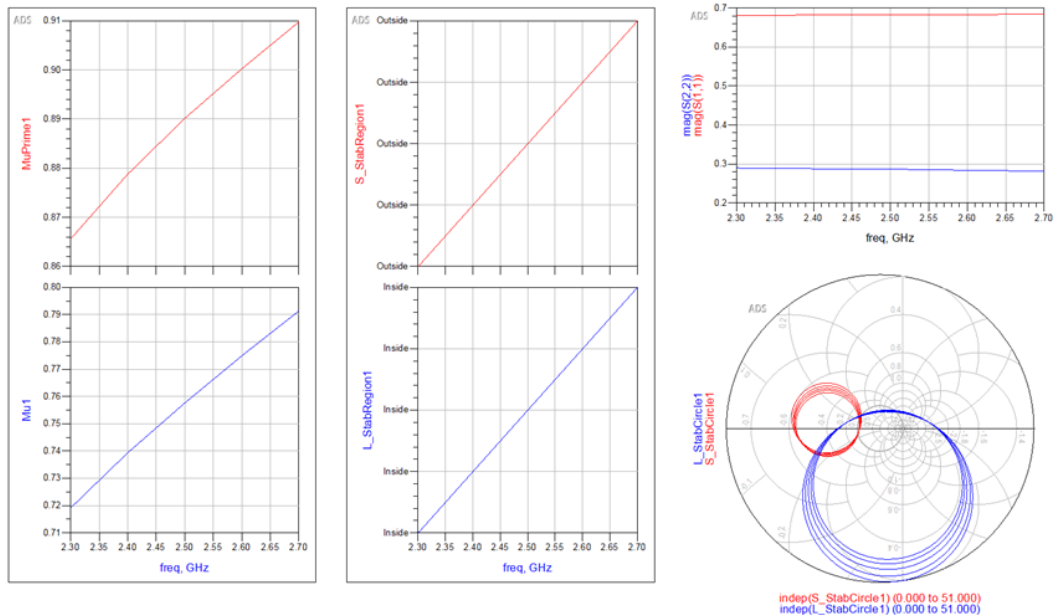 ADS
MuPrime1
0.91
0.90
0.89
0.88
0.87
0.86
Mu1
0.80
0.79
0.78
0.77
0.76
0.75
0.74
0.73
0.72
0.71
2.30 2.35 2.40 2.45 2.50 2.55 2.60 2.65 2.70
freq, GHz
ADS
S_StabRegion1
Outside
Outside
Outside
Outside
Outside
L_StabRegion1
Inside
Inside
Inside
Inside
Inside
2.30 2.35 2.40 2.45 2.50 2.55 2.60 2.65 2.70
freq, GHz
ADS
mag(S(2,2))
mag(S(1,1))
0.7
0.6
0.5
0.4
0.3
0.2
2.30 2.35 2.40 2.45 2.50 2.55 2.60 2.65 2.70
freq, GHz
ADS
L_StabCircle1
S_StabCircle1
0.4
0.2
0.6
indep(S_StabCircle1) (0.000 to 51.000)
indep(L_StabCircle1) (0.000 to 51.000)